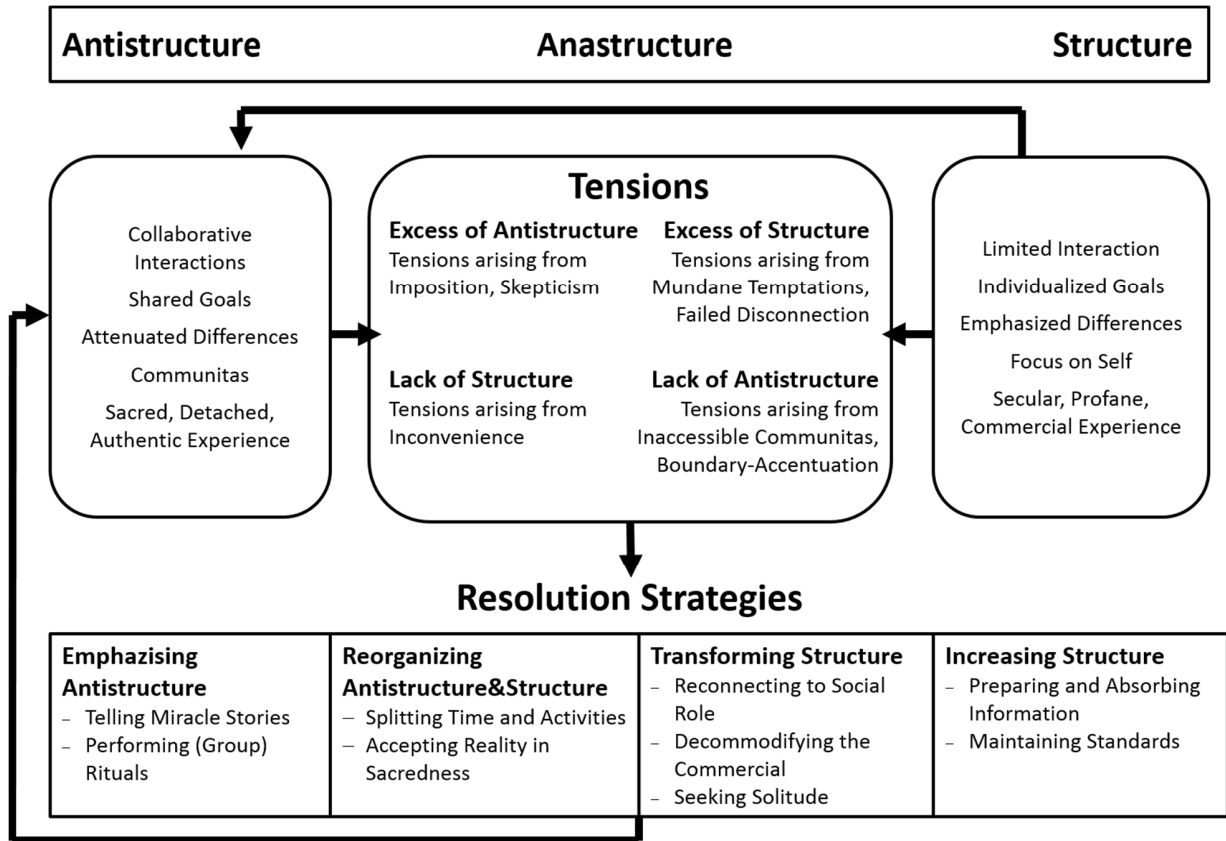 Antistructure Anastructure Structure
Collaborative
Interactions
Shared Goals
Attenuated Differences
Communitas
Sacred, Detached,
Authentic Experience
Tensions
Excess of Antistructure
Tensions arising from
Imposition, Skepticism
Excess of Structure
Tensions arising from
Mundane Temptations,
Failed Disconnection
Lack of Structure
Tensions arising from
Inconvenience
Lack of Antistructure
Tensions arising from
Inaccessible Communitas,
Boundary-Accentuation
Limited Interaction
Individualized Goals
Emphasized Differences
Focus on Self
Secular, Profane,
Commercial Experience
Resolution Strategies
Emphazising
Antistructure
– Telling Miracle Stories
– Performing (Group)
Rituals
Reorganizing
Antistructure&Structure
– Splitting Time and Activities
– Accepting Reality in
Sacredness
Transforming Structure
– Reconnecting to Social
Role
– Decommodifying the
Commercial
– Seeking Solitude
Increasing Structure
– Preparing and Absorbing
Information
– Maintaining Standards